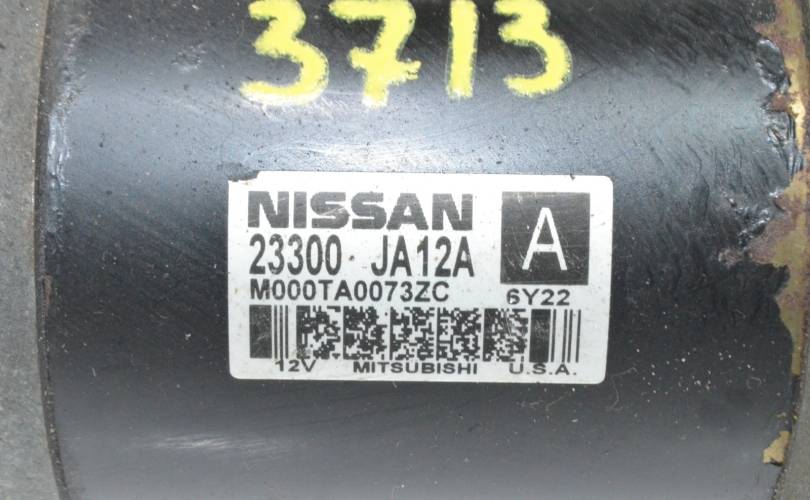 3713
NISSAN
23300 JA12A
A
M000TA0073ZC
6Y22
12V MITSUBISHI U.S.A.